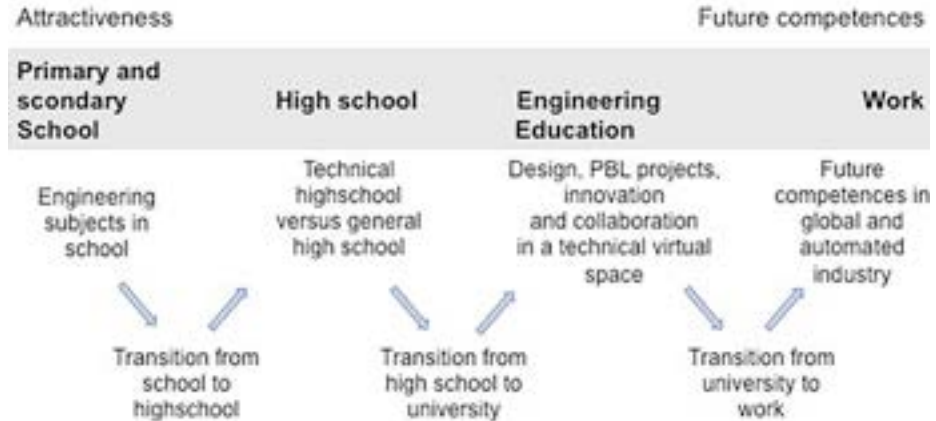 Attractiveness
Future competences
Primary and
scondary
School
High school
Engineering
Education
Work
Engineering
subjects in
school
Technical
highschool
versus general
high school
Design, PBL projects,
innovation
and collaboration
in a technical virtual
space
Future
competences in
global and
automated
industry
Transition from
school to
highschool
Transition from
high school to
university
Transition from
university to
work